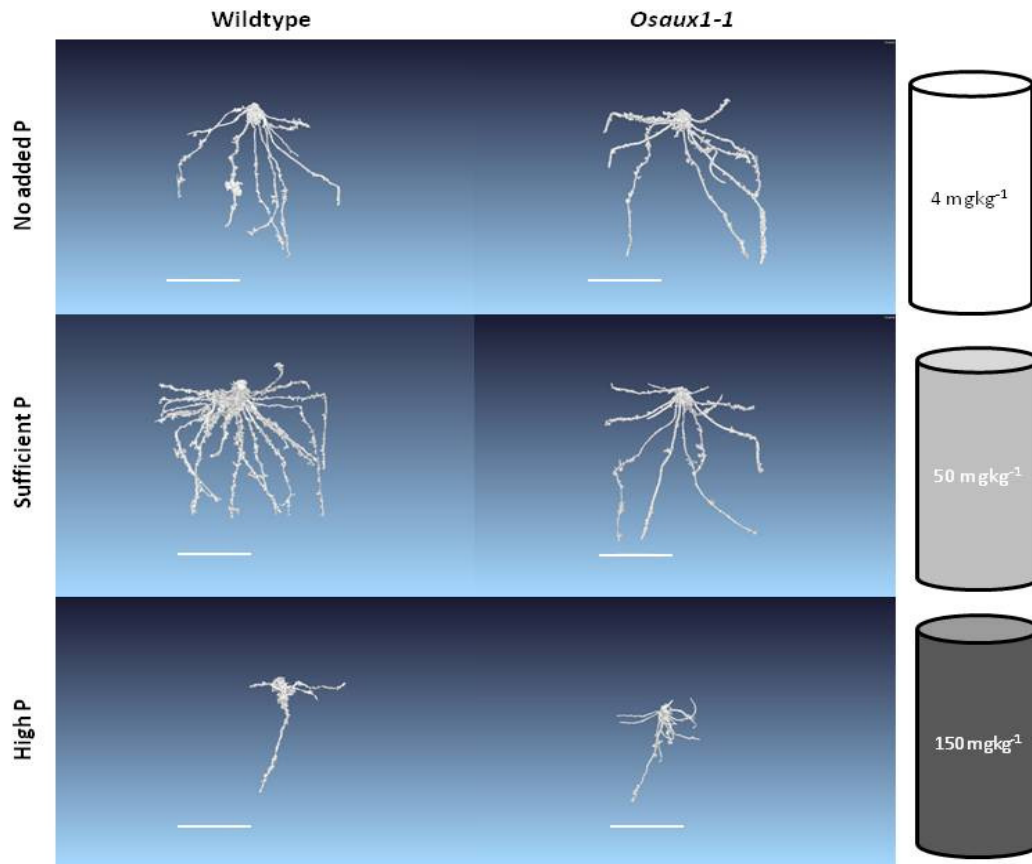 Wildtype
Osaux1-1
No added P
4 mgkg-1
Sufficient P
50 mgkg-1
High P
150 mgkg-1